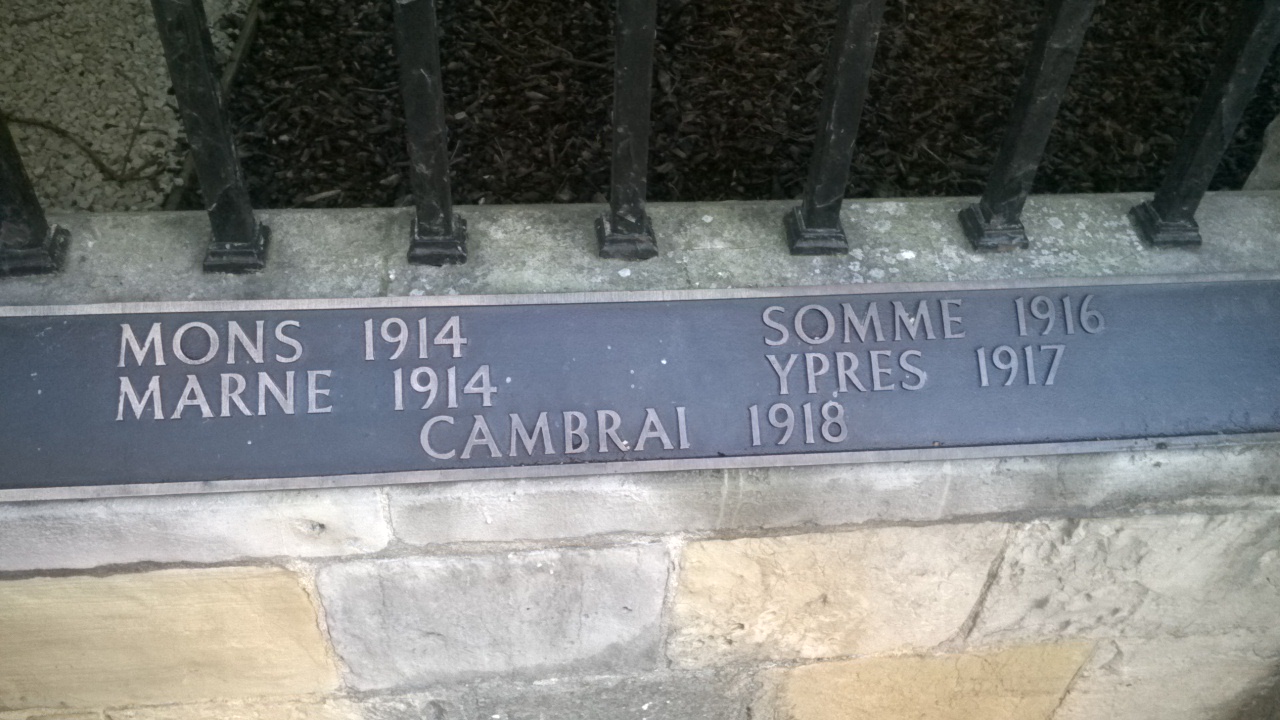 MONS 1914
MARNE 1914
SOMME 1916
YPRES 1917
CAMBRAI 1918